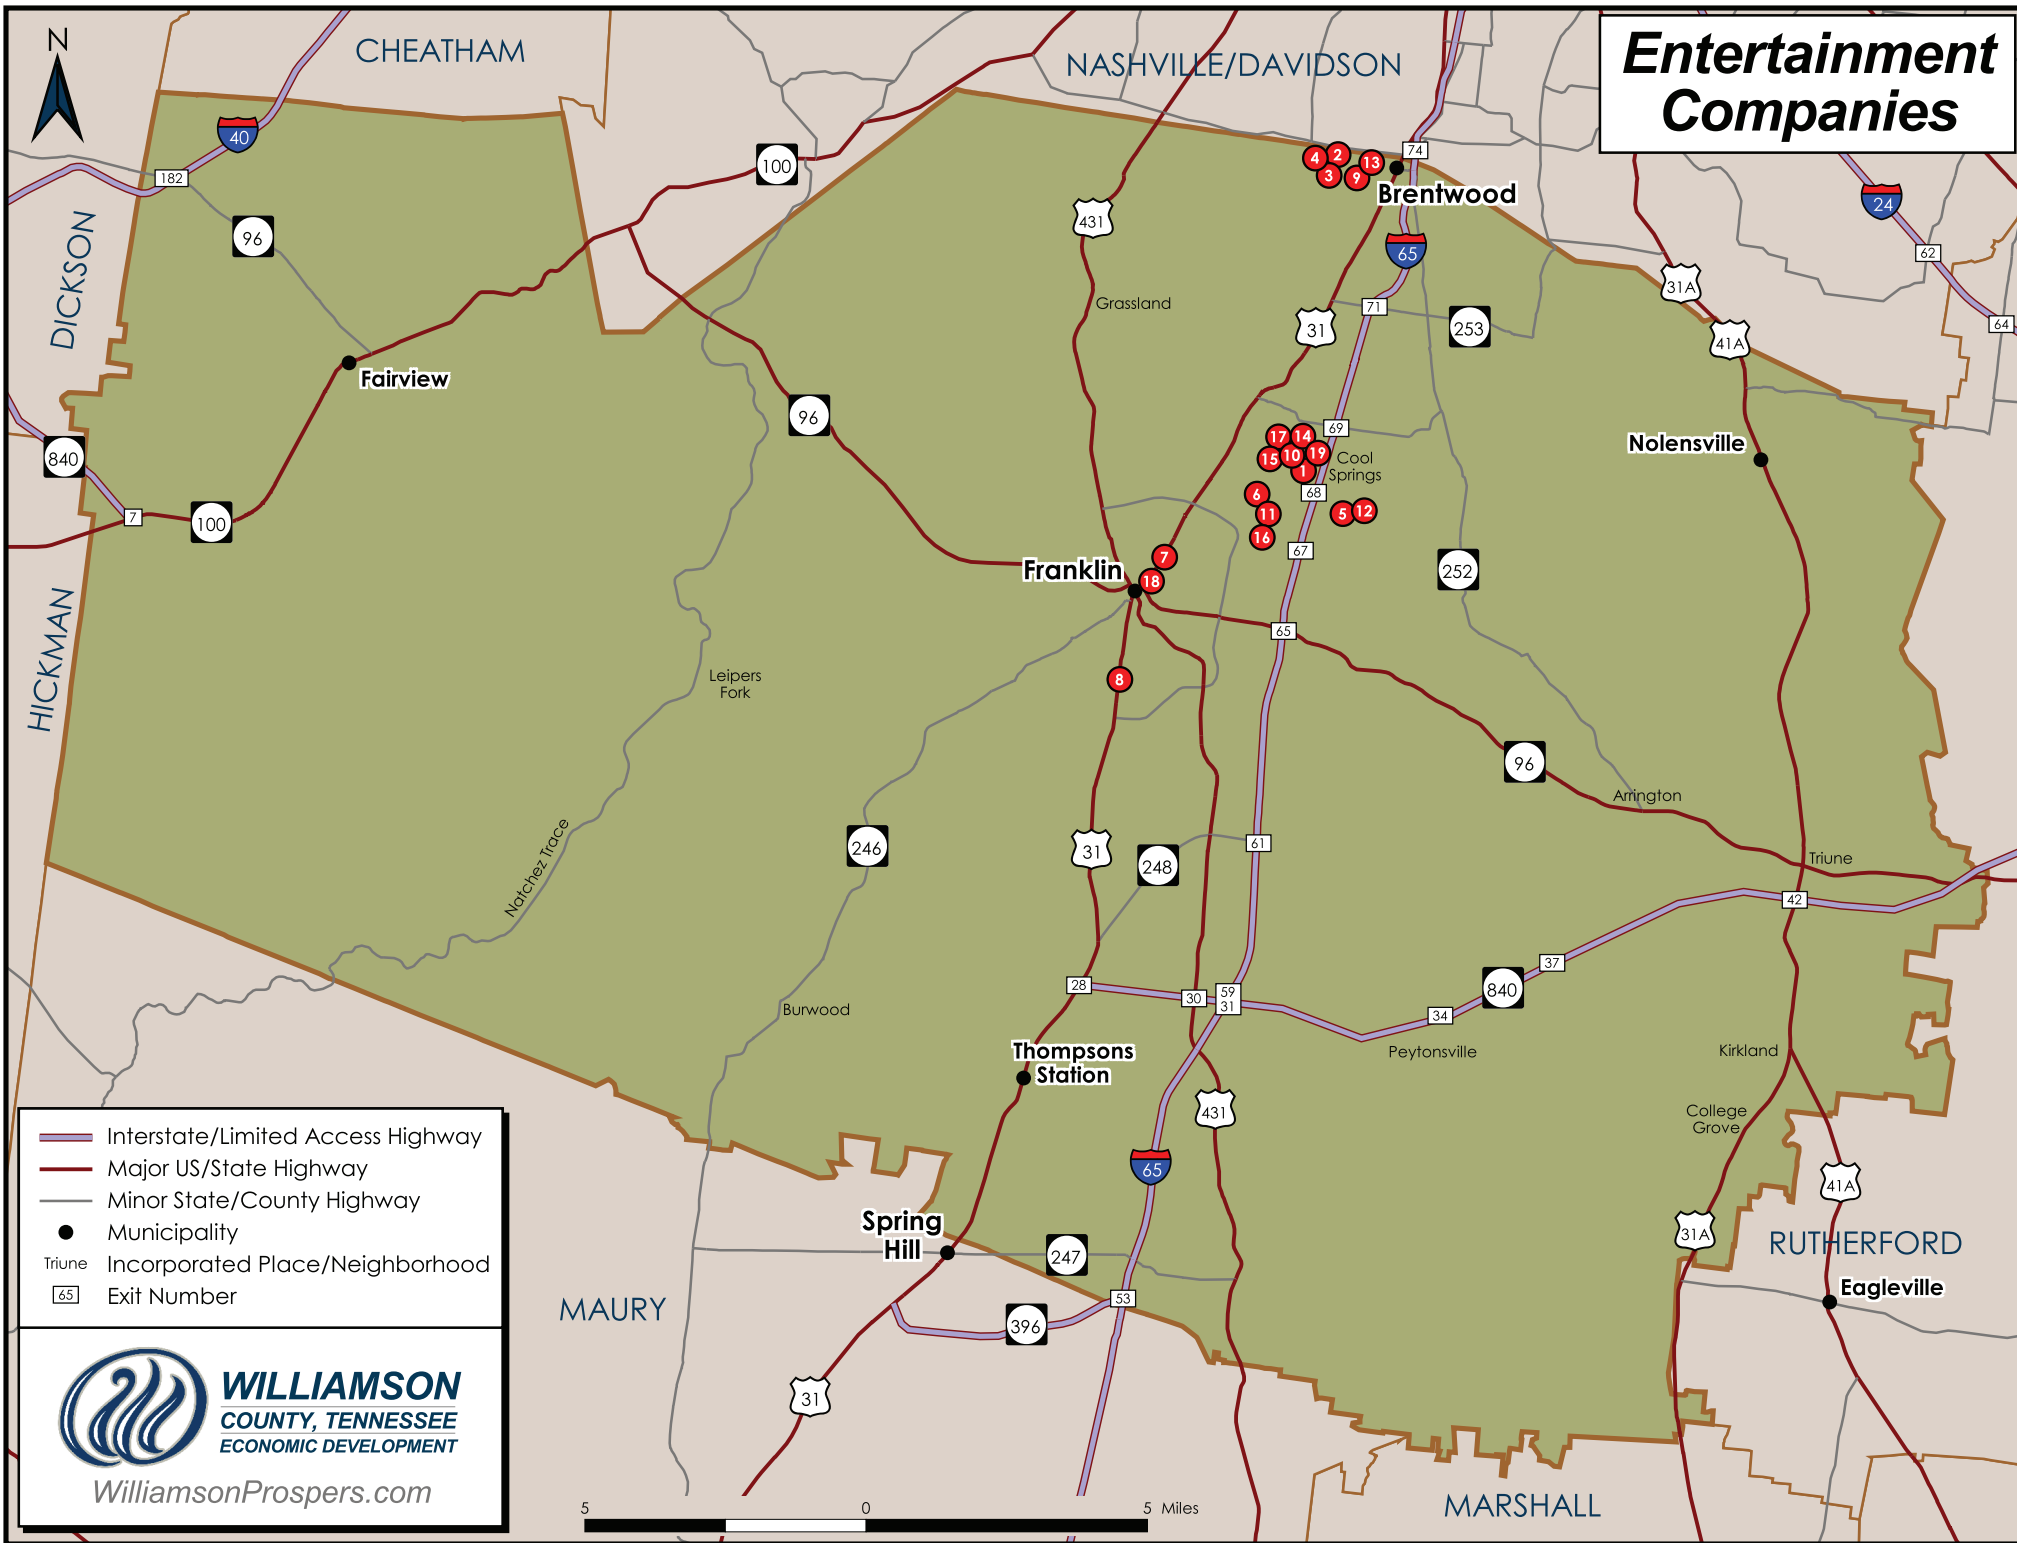 Entertainment
Companies
N
CHEATHAM
NASHVILLE/DAVIDSON
DICKSON
HICKMAN
MAURY
MARSHALL
RUTHERFORD
40
182
96
100
431
74
4
2
13
3
9
Brentwood
65
24
62
64
31A
41A
Grassland
31
71
253
Fairview
96
840
7
100
17
14
69
15
10
19
1
Cool
Springs
6
68
11
5
12
16
67
Nolensville
Franklin
7
18
252
65
8
Leipers
Fork
96
Arrington
Natchez Trace
246
31
248
61
Triune
42
28
30
59
31
34
840
37
Burwood
Peytonsville
Kirkland
Thompsons
Station
College
Grove
431
65
41A
31A
Spring
Hill
247
53
396
Eagleville
31
Interstate/Limited Access Highway
Major US/State Highway
Minor State/County Highway
Municipality
Triune Incorporated Place/Neighborhood
65 Exit Number
WILLIAMSON
COUNTY, TENNESSEE
ECONOMIC DEVELOPMENT
WilliamsonProspers.com
5 0 5 Miles